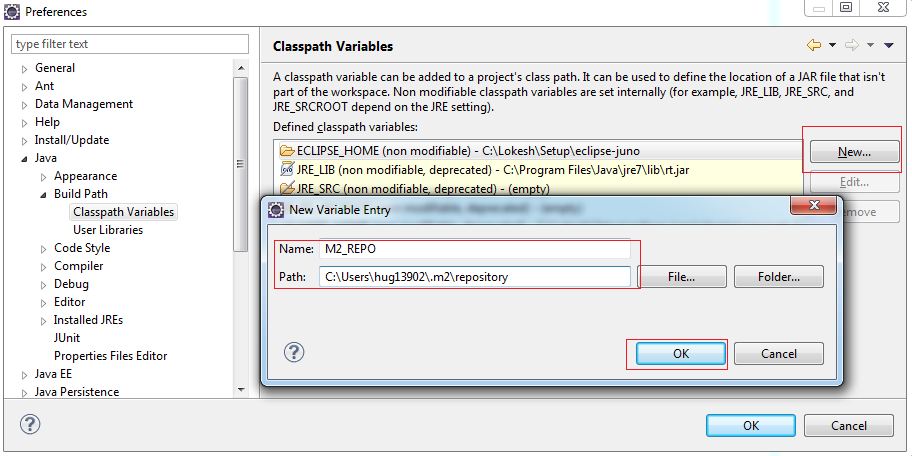 Preferences
type filter text
General
Ant
Data Management
Help
Install/Update
Java
Appearance
Build Path
Classpath Variables
User Libraries
Code Style
Compiler
Debug
Editor
Installed JREs
JUnit
Properties Files Editor
Java EE
Java Persistence
Classpath Variables
A classpath variable can be added to a project's class path. It can be used to define the location of a JAR file that isn't
part of the workspace. Non modifiable classpath variables are set internally (for example, JRE_LIB, JRE_SRC, and
JRE_SRCROOT depend on the JRE setting).
Defined classpath variables:
ECLIPSE_HOME (non modifiable) - C:\Lokesh\Setup\eclipse-juno
JRE_LIB (non modifiable, deprecated) - C:\Program Files\Java\jre7\lib\rt.jar
JRE_SRC (non modifiable, deprecated) - (empty)
modifiable, deprecated) - (empty)
New...
Edit...
emove
New Variable Entry
Name: M2_REPO
Path: C:\Users\hug13902\.m2\repository
File... Folder...
OK Cancel
OK Cancel